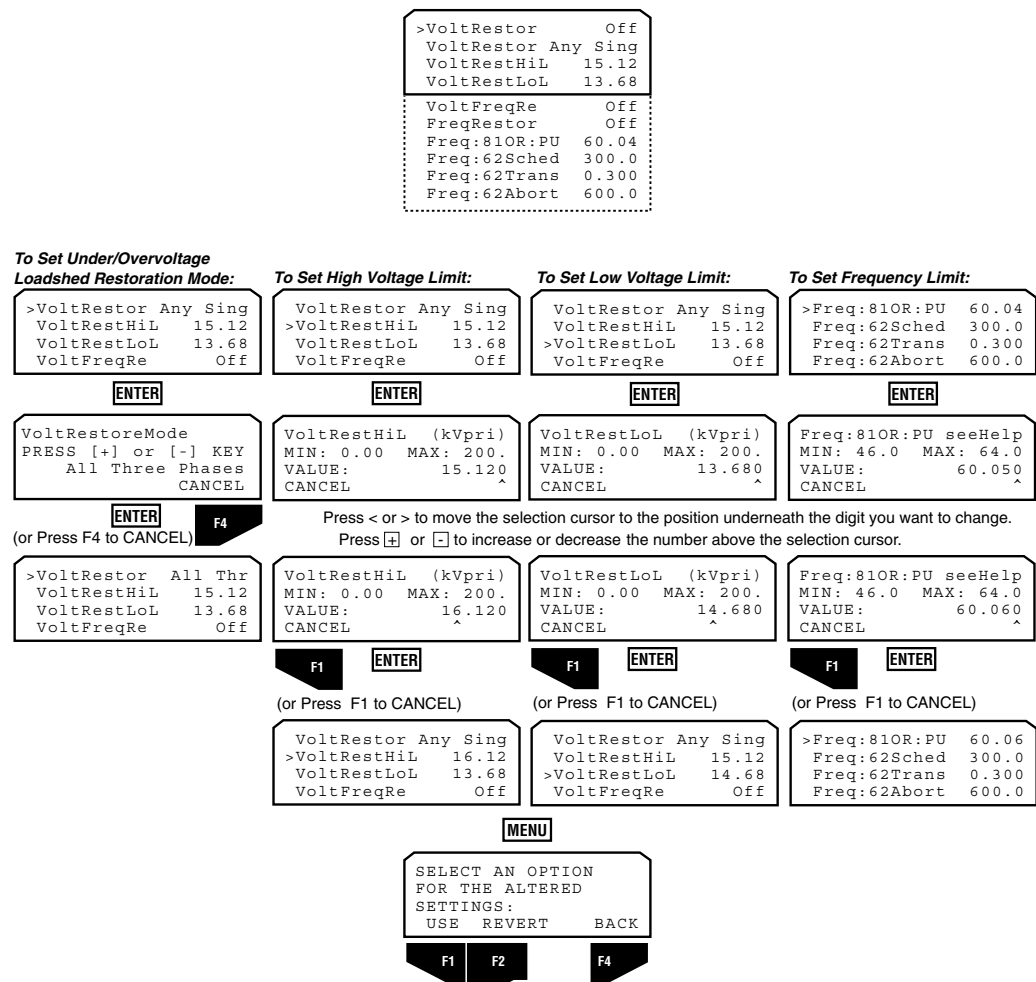 >VoltRestor Off
VoltRestor Any Sing
VoltRestHiL 15.12
VoltRestLoL 13.68
VoltFreqRe Off
FreqRestor Off
Freq:81OR:PU 60.04
Freq:62Sched 300.0
Freq:62Trans 0.300
Freq:62Abort 600.0
To Set Under/Overvoltage
Loadshed Restoration Mode:
>VoltRestor Any Sing
VoltRestHiL 15.12
VoltRestLoL 13.68
VoltFreqRe Off
ENTER
VoltRestoreMode
PRESS [+] or [-] KEY
All Three Phases
CANCEL
ENTER
F4
(or Press F4 to CANCEL)
>VoltRestor All Thr
VoltRestHiL 15.12
VoltRestLoL 13.68
VoltFreqRe Off
To Set High Voltage Limit:
VoltRestor Any Sing
>VoltRestHiL 15.12
VoltRestLoL 13.68
VoltFreqRe Off
ENTER
VoltRestHiL (kVpri)
MIN: 0.00 MAX: 200.
VALUE: 15.120
CANCEL ^
To Set Low Voltage Limit:
VoltRestor Any Sing
VoltRestHiL 15.12
>VoltRestLoL 13.68
VoltFreqRe Off
ENTER
VoltRestLoL (kVpri)
MIN: 0.00 MAX: 200.
VALUE: 13.680
CANCEL ^
To Set Frequency Limit:
>Freq:81OR:PU 60.04
Freq:62Sched 300.0
Freq:62Trans 0.300
Freq:62Abort 600.0
ENTER
Freq:81OR:PU seeHelp
MIN: 46.0 MAX: 64.0
VALUE: 60.050
CANCEL ^
Press < or > to move the selection cursor to the position underneath the digit you want to change.
Press + or - to increase or decrease the number above the selection cursor.
VoltRestHiL (kVpri)
MIN: 0.00 MAX: 200.
VALUE: 16.120
CANCEL ^
F1 ENTER
(or Press F1 to CANCEL)
VoltRestor Any Sing
>VoltRestHiL 16.12
VoltRestLoL 13.68
VoltFreqRe Off
VoltRestLoL (kVpri)
MIN: 0.00 MAX: 200.
VALUE: 14.680
CANCEL ^
F1 ENTER
(or Press F1 to CANCEL)
VoltRestor Any Sing
VoltRestHiL 15.12
>VoltRestLoL 14.68
VoltFreqRe Off
Freq:81OR:PU seeHelp
MIN: 46.0 MAX: 64.0
VALUE: 60.060
CANCEL ^
F1 ENTER
(or Press F1 to CANCEL)
>Freq:81OR:PU 60.06
Freq:62Sched 300.0
Freq:62Trans 0.300
Freq:62Abort 600.0
MENU
SELECT AN OPTION
FOR THE ALTERED
SETTINGS:
USE REVERT BACK
F1 F2 F4